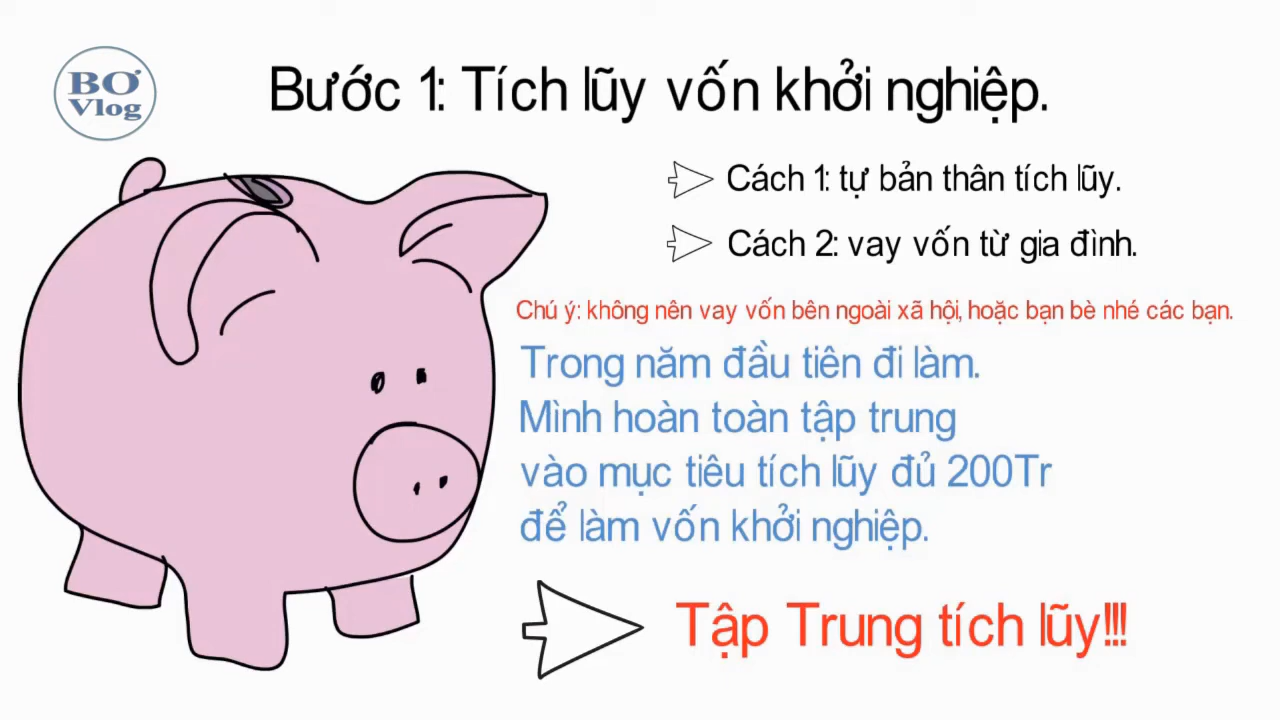 BƠ
Vlog
Bước 1: Tích lũy vốn khởi nghiệp.
Cách 1: tự bản thân tích lũy.
Cách 2: vay vốn từ gia đình.
Chú ý: không nên vay vốn bên ngoài xã hội, hoặc bạn bè nhé các bạn.
Trong năm đầu tiên đi làm.
Mình hoàn toàn tập trung
vào mục tiêu tích lũy đủ 200Tr
để làm vốn khởi nghiệp.
Tập Trung tích lũy!!!